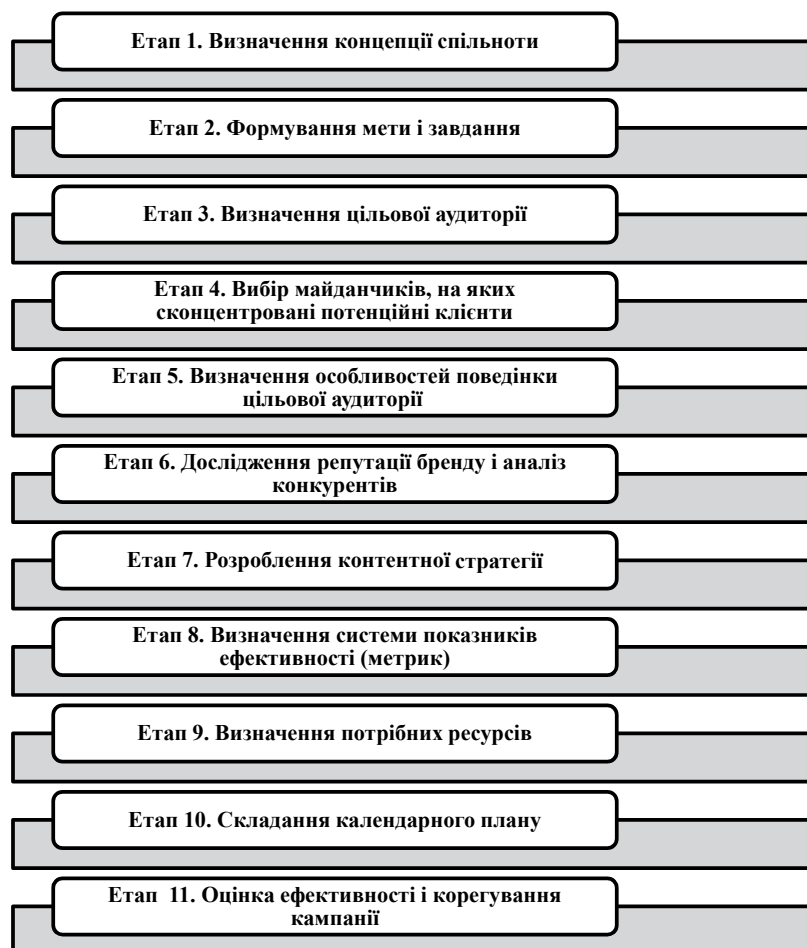 Етап 1. Визначення концепції спільноти
Етап 2. Формування мети і завдання
Етап 3. Визначення цільової аудиторії
Етап 4. Вибір майданчиків, на яких
сконцентровані потенційні клієнти
Етап 5. Визначення особливостей поведінки
цільової аудиторії
Етап 6. Дослідження репутації бренду і аналіз
конкурентів
Етап 7. Розроблення контентної стратегії
Етап 8. Визначення системи показників
ефективності (метрик)
Етап 9. Визначення потрібних ресурсів
Етап 10. Складання календарного плану
Етап 11. Оцінка ефективності і корегування
кампанії